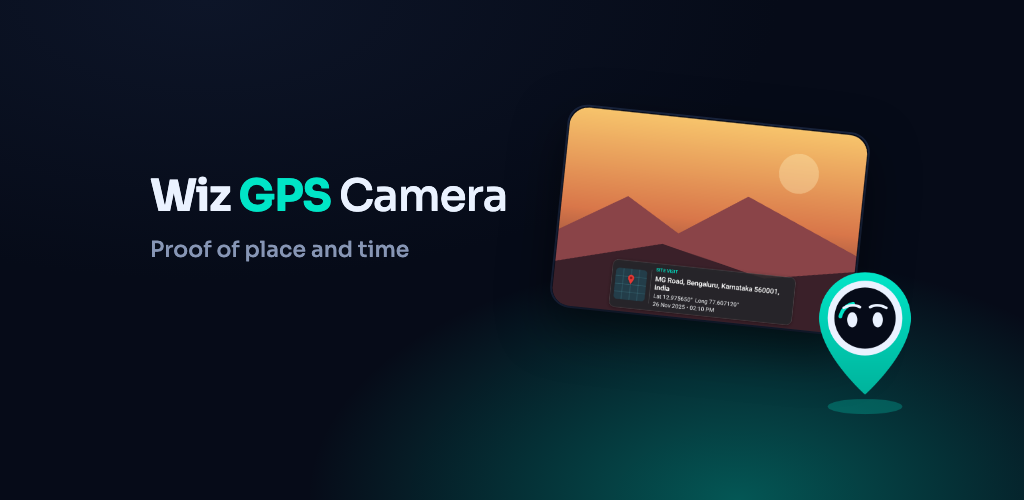 Wiz GPS Camera
Proof of place and time
SITE VISIT
MG Road, Bengaluru, Karnataka 560001,
India
Lat 12.975650° Long 77.607139°
26 Nov 2025 • 02:10 PM